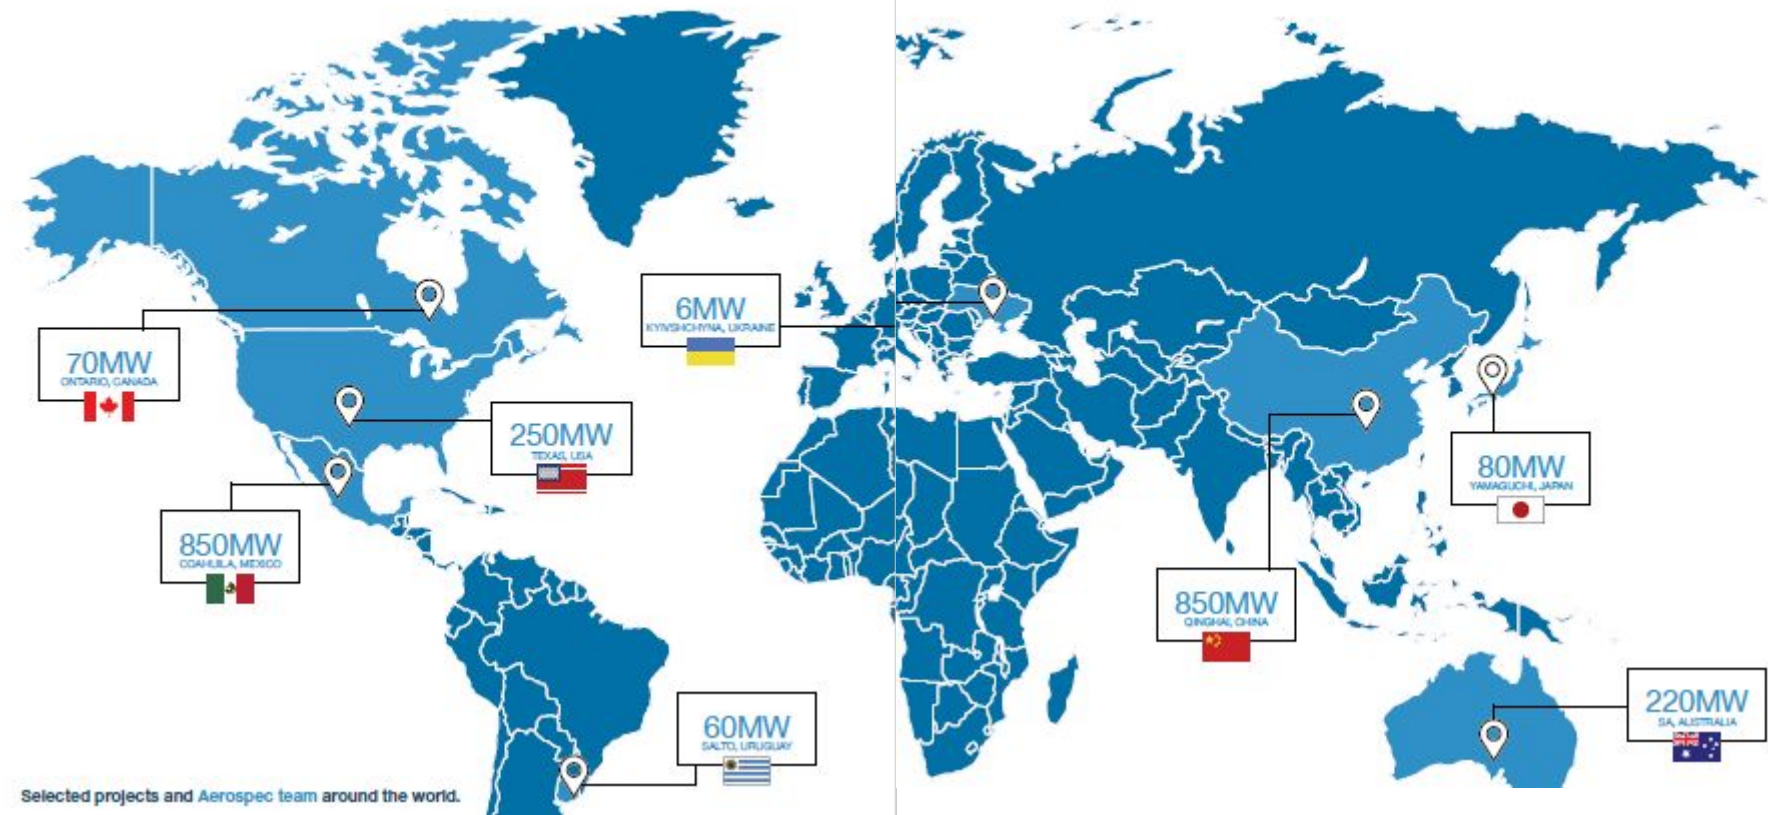 6MW
KYIVSHCHYNA, UKRAINE
70MW
ONTARIO, CANADA
250MW
TEXAS, USA
80MW
YAMAGUCHI, JAPAN
850MW
COAHUILA, MEXICO
850MW
QINGHAI, CHINA
220MW
SA, AUSTRALIA
60MW
SALTO, URUGUAY
Selected projects and Aerospec team around the world.